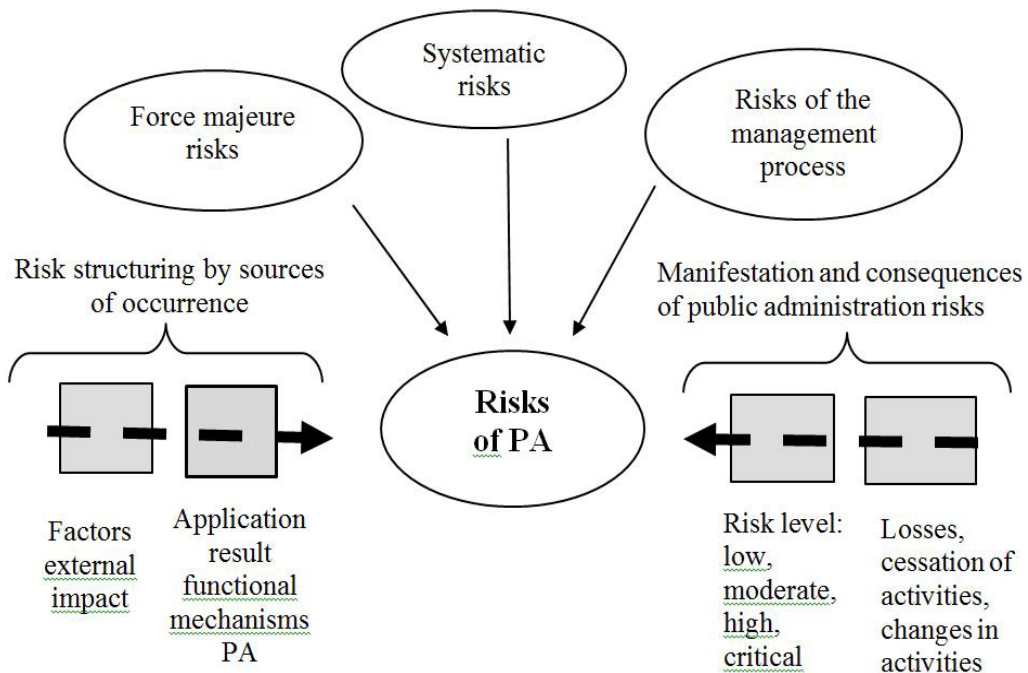 Systematic
risks
Force majeure
risks
Risks of the
management
process
Risk structuring by sources
of occurrence
Manifestation and consequences
of public administration risks
Risks
of PA
Factors
external
impact
Application
result
functional
mechanisms
PA
Risk level:
low,
moderate,
high,
critical
Losses,
cessation of
activities,
changes in
activities